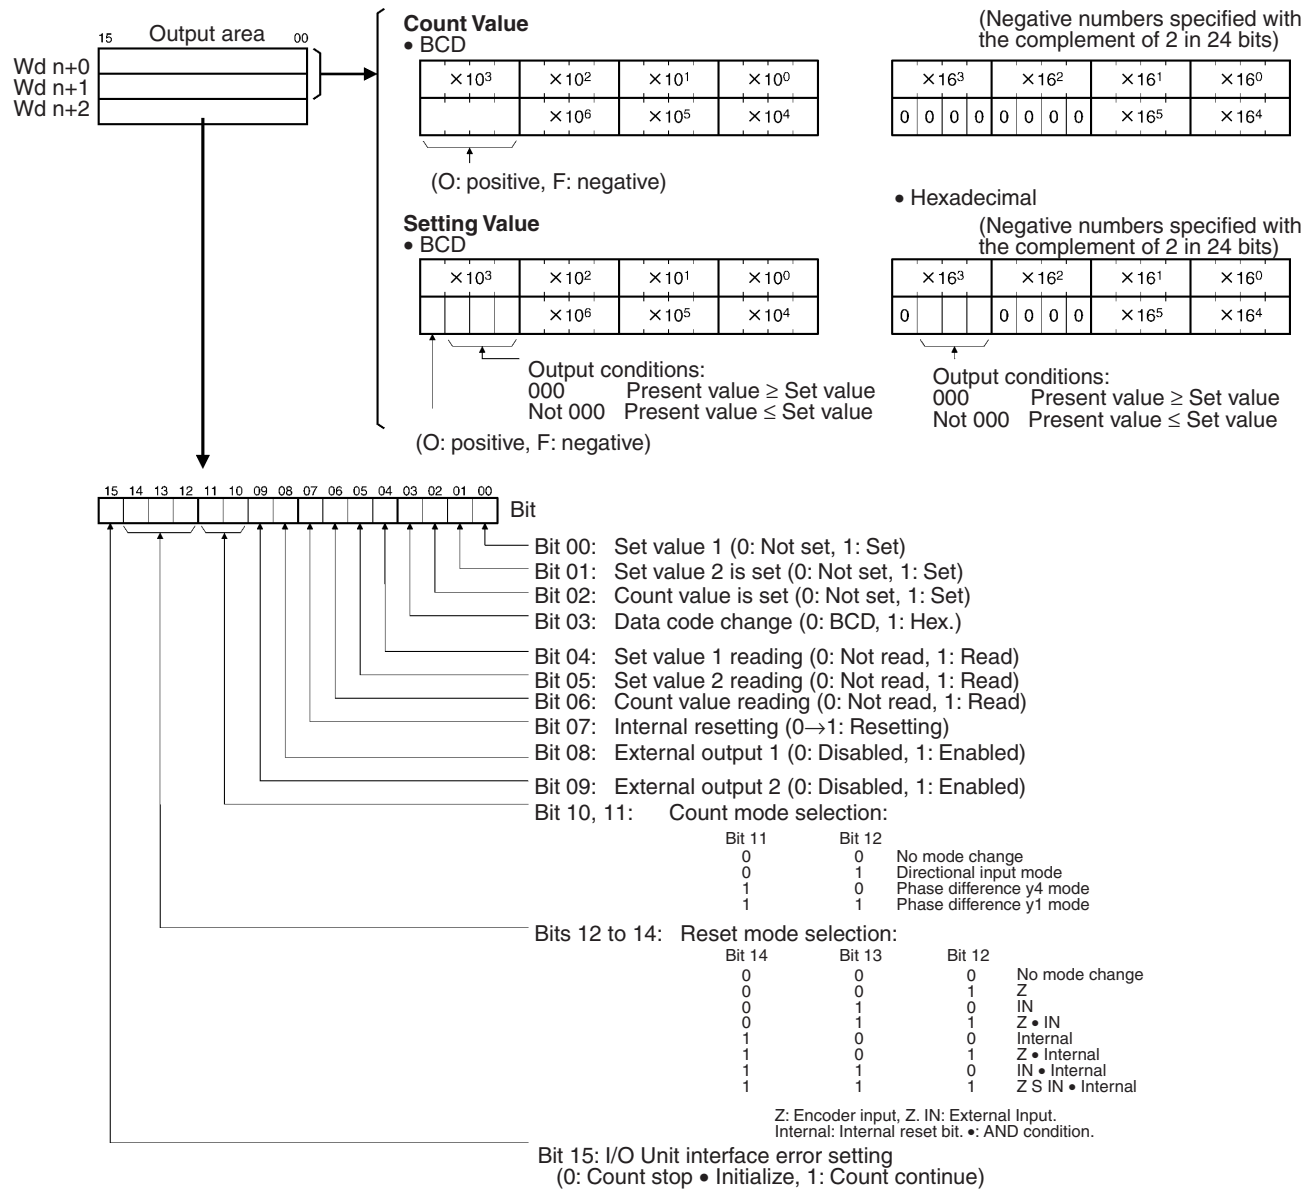 15 Output area 00
Wd n+0
Wd n+1
Wd n+2
Count Value
• BCD
×10³ ×10² ×10¹ ×10⁰
×10⁶ ×10⁵ ×10⁴
(O: positive, F: negative)
(Negative numbers specified with
the complement of 2 in 24 bits)
×16³ ×16² ×16¹ ×16⁰
0 0 0 0 0 0 0 0 ×16⁵ ×16⁴
Setting Value
• BCD
×10³ ×10² ×10¹ ×10⁰
×10⁶ ×10⁵ ×10⁴
Output conditions:
000 Present value ≥ Set value
Not 000 Present value ≤ Set value
(O: positive, F: negative)
• Hexadecimal
(Negative numbers specified with
the complement of 2 in 24 bits)
×16³ ×16² ×16¹ ×16⁰
0 0 0 0 0 ×16⁵ ×16⁴
Output conditions:
000 Present value ≥ Set value
Not 000 Present value ≤ Set value
15 14 13 12 11 10 09 08 07 06 05 04 03 02 01 00
Bit
Bit 00: Set value 1 (0: Not set, 1: Set)
Bit 01: Set value 2 is set (0: Not set, 1: Set)
Bit 02: Count value is set (0: Not set, 1: Set)
Bit 03: Data code change (0: BCD, 1: Hex.)
Bit 04: Set value 1 reading (0: Not read, 1: Read)
Bit 05: Set value 2 reading (0: Not read, 1: Read)
Bit 06: Count value reading (0: Not read, 1: Read)
Bit 07: Internal resetting (0→1: Resetting)
Bit 08: External output 1 (0: Disabled, 1: Enabled)
Bit 09: External output 2 (0: Disabled, 1: Enabled)
Bit 10, 11: Count mode selection:
Bit 11 Bit 12
0 0 No mode change
0 1 Directional input mode
1 0 Phase difference y4 mode
1 1 Phase difference y1 mode
Bits 12 to 14: Reset mode selection:
Bit 14 Bit 13 Bit 12
0 0 0 No mode change
0 0 1 Z
0 1 0 IN
0 1 1 Z • IN
1 0 0 Internal
1 0 1 Z • Internal
1 1 0 IN • Internal
1 1 1 Z S IN • Internal
Z: Encoder input, Z. IN: External Input.
Internal: Internal reset bit. •: AND condition.
Bit 15: I/O Unit interface error setting
(0: Count stop • Initialize, 1: Count continue)